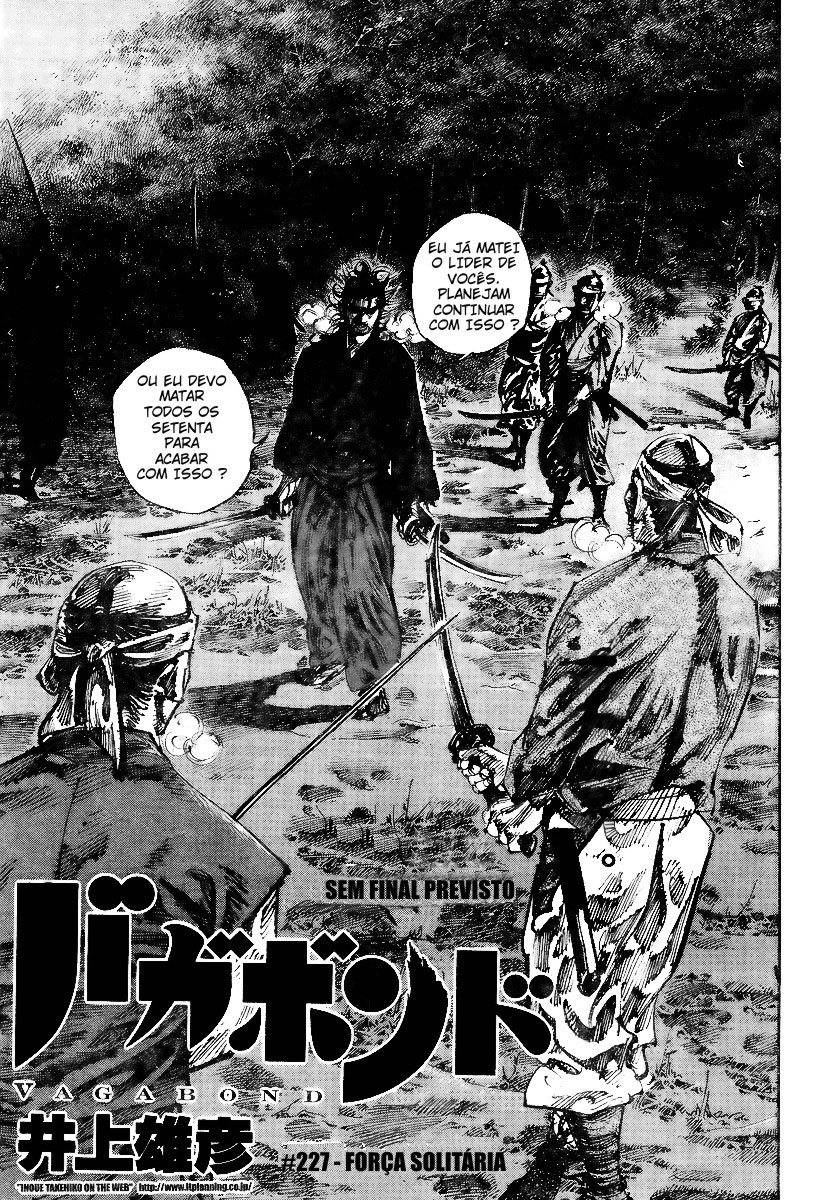 EU JÁ MATEI
O LIDER DE
VOCÊS.
PLANEJAM
CONTINUAR
COM ISSO ?
OU EU DEVO
MATAR
TODOS OS
SETENTA
PARA
ACABAR
COM ISSO ?
SEM FINAL PREVISTO
バガボンド
VAGABOND
井上雄彦
#227 - FORÇA SOLITÁRIA
"INOUE TAKEHIKO ON THE WEB" http://www.itplanning.co.jp/